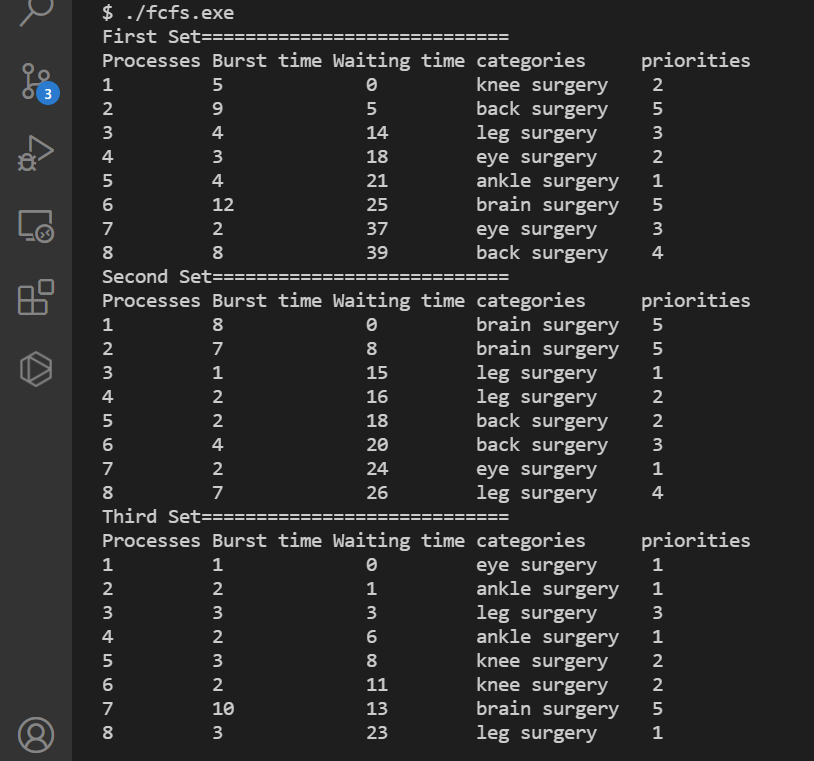 $ ./fcfs.exe
First Set============================
Processes Burst time Waiting time categories priorities
1 5 0 knee surgery 2
2 9 5 back surgery 5
3 4 14 leg surgery 3
4 3 18 eye surgery 2
5 4 21 ankle surgery 1
6 12 25 brain surgery 5
7 2 37 eye surgery 3
8 8 39 back surgery 4
Second Set===========================
Processes Burst time Waiting time categories priorities
1 8 0 brain surgery 5
2 7 8 brain surgery 5
3 1 15 leg surgery 1
4 2 16 leg surgery 2
5 2 18 back surgery 2
6 4 20 back surgery 3
7 2 24 eye surgery 1
8 7 26 leg surgery 4
Third Set============================
Processes Burst time Waiting time categories priorities
1 1 0 eye surgery 1
2 2 1 ankle surgery 1
3 3 3 leg surgery 3
4 2 6 ankle surgery 1
5 3 8 knee surgery 2
6 2 11 knee surgery 2
7 10 13 brain surgery 5
8 3 23 leg surgery 1
3